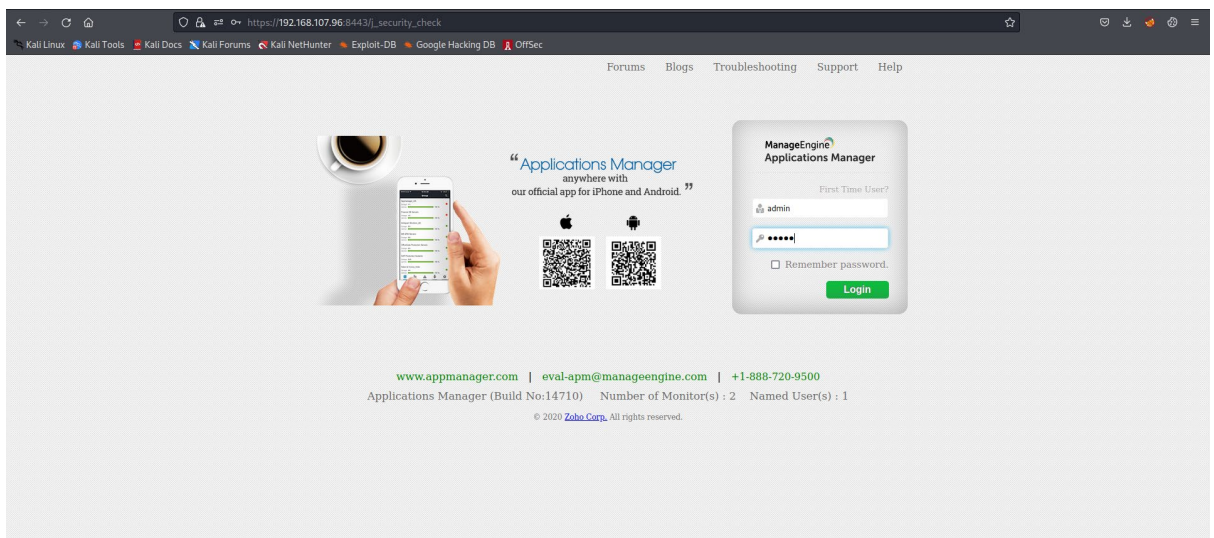 https://192.168.107.96:8443/j_security_check
Kali Linux Kali Tools Kali Docs Kali Forums Kali NetHunter Exploit-DB Google Hacking DB OffSec
Forums Blogs Troubleshooting Support Help
“Applications Manager
anywhere with
our official app for iPhone and Android.”
ManageEngine
Applications Manager
First Time User?
admin
•••••
Remember password.
Login
www.appmanager.com | eval-apm@manageengine.com | +1-888-720-9500
Applications Manager (Build No:14710) Number of Monitor(s) : 2 Named User(s) : 1
© 2020 Zoho Corp. All rights reserved.